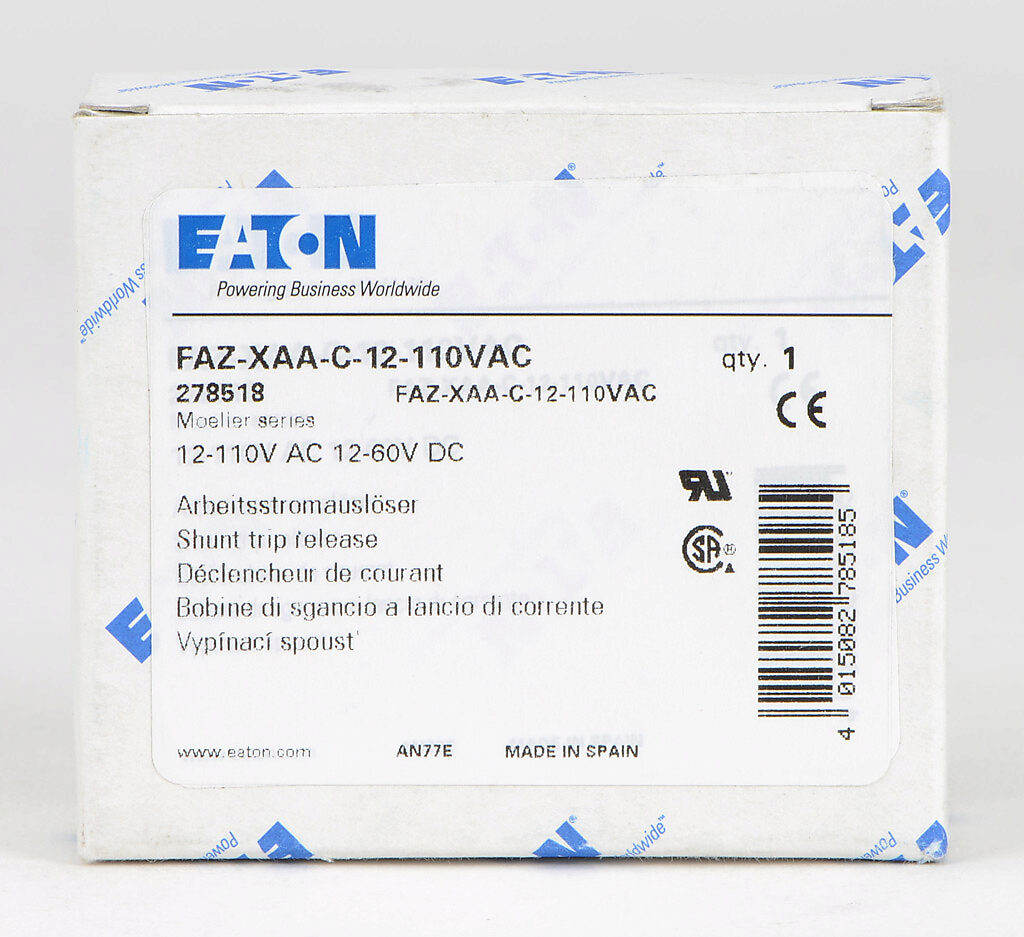 EATON
Powering Business Worldwide
FAZ-XAA-C-12-110VAC qty. 1
278518 FAZ-XAA-C-12-110VAC
Moeller series
12-110V AC 12-60V DC
Arbeitsstromauslöser
Shunt trip release
Déclencheur de courant
Bobine di sgancio a lancio di corrente
Vypínací spoušt'
www.eaton.com AN77E MADE IN SPAIN
4 015082 785185